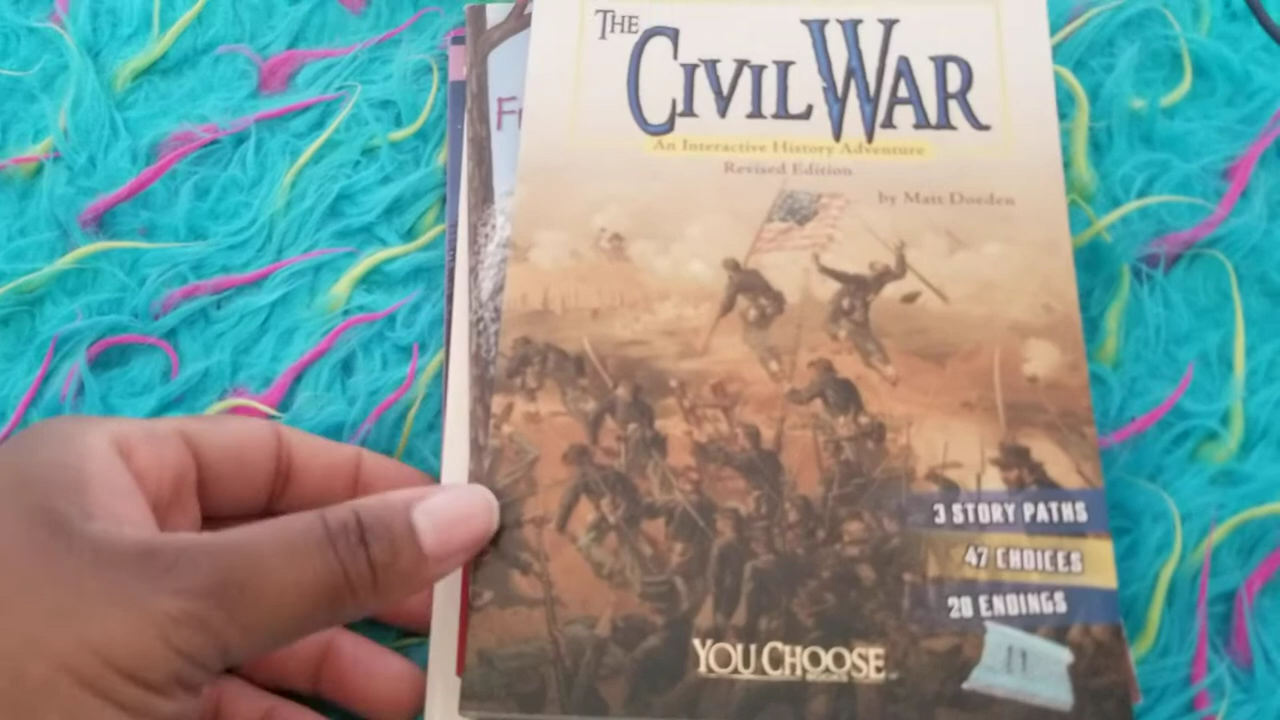 THE
CIVIL WAR
An Interactive History Adventure
Revised Edition
by Matt Doeden
3 STORY PATHS
47 CHOICES
20 ENDINGS
11
YOU CHOOSE